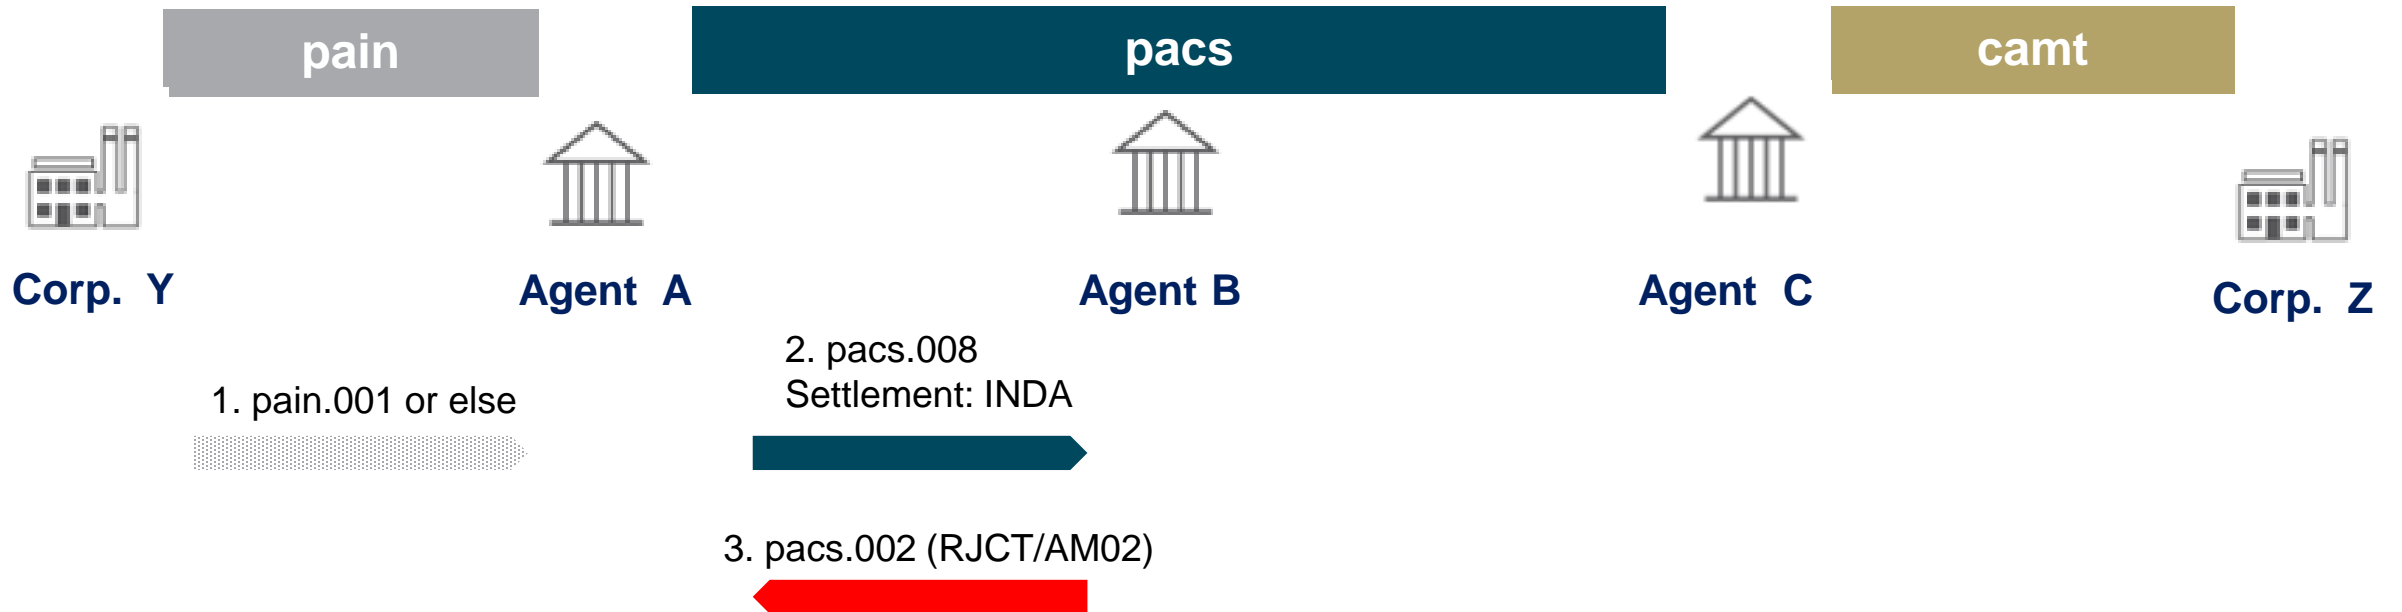 pain
pacs
camt
Corp. Y
Agent A
Agent B
Agent C
Corp. Z
1. pain.001 or else
2. pacs.008
Settlement: INDA
3. pacs.002 (RJCT/AM02)